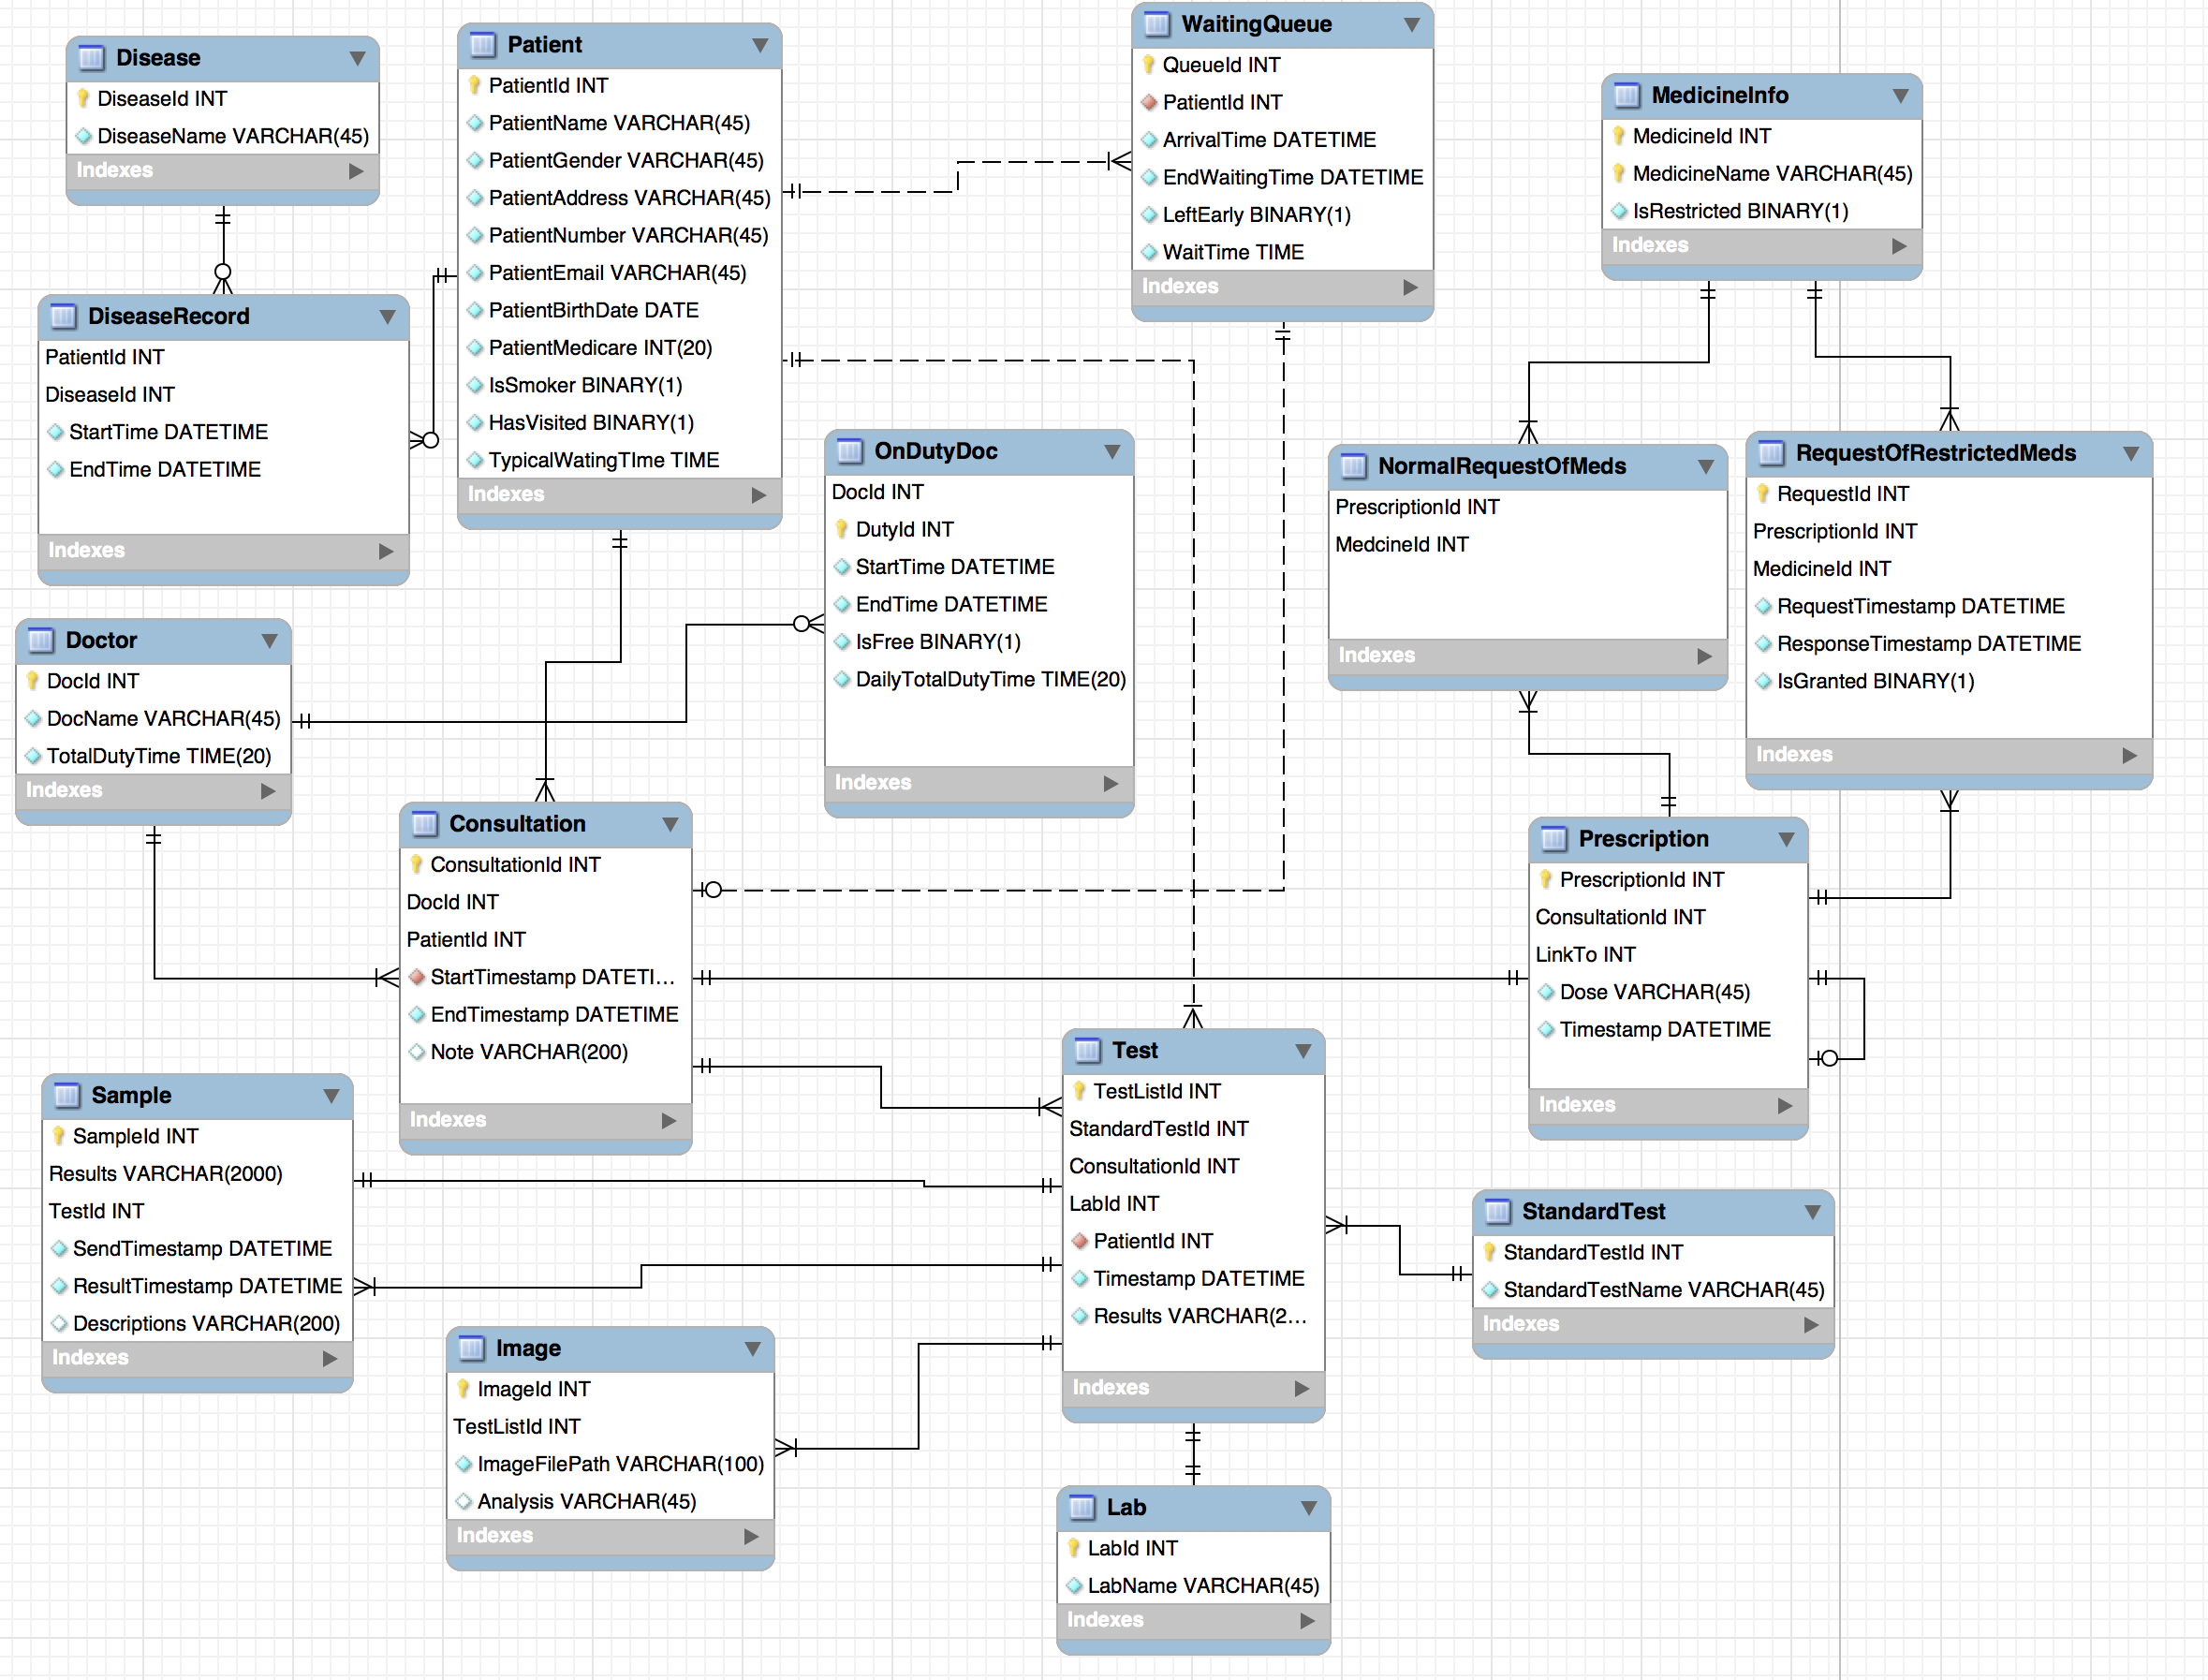 Disease
DiseaseId INT
DiseaseName VARCHAR(45)
Indexes
Patient
PatientId INT
PatientName VARCHAR(45)
PatientGender VARCHAR(45)
PatientAddress VARCHAR(45)
PatientNumber VARCHAR(45)
PatientEmail VARCHAR(45)
PatientBirthDate DATE
PatientMedicare INT(20)
IsSmoker BINARY(1)
HasVisited BINARY(1)
TypicalWatingTIme TIME
Indexes
WaitingQueue
QueueId INT
PatientId INT
ArrivalTime DATETIME
EndWaitingTime DATETIME
LeftEarly BINARY(1)
WaitTime TIME
Indexes
MedicineInfo
MedicineId INT
MedicineName VARCHAR(45)
IsRestricted BINARY(1)
Indexes
DiseaseRecord
PatientId INT
DiseaseId INT
StartTime DATETIME
EndTime DATETIME
Indexes
OnDutyDoc
DocId INT
DutyId INT
StartTime DATETIME
EndTime DATETIME
IsFree BINARY(1)
DailyTotalDutyTime TIME(20)
Indexes
NormalRequestOfMeds
PrescriptionId INT
MedcineId INT
Indexes
RequestOfRestrictedMeds
RequestId INT
PrescriptionId INT
MedicineId INT
RequestTimestamp DATETIME
ResponseTimestamp DATETIME
IsGranted BINARY(1)
Indexes
Doctor
DocId INT
DocName VARCHAR(45)
TotalDutyTime TIME(20)
Indexes
Consultation
ConsultationId INT
DocId INT
PatientId INT
StartTimestamp DATETI...
EndTimestamp DATETIME
Note VARCHAR(200)
Indexes
Prescription
PrescriptionId INT
ConsultationId INT
LinkTo INT
Dose VARCHAR(45)
Timestamp DATETIME
Indexes
Sample
SampleId INT
Results VARCHAR(2000)
TestId INT
SendTimestamp DATETIME
ResultTimestamp DATETIME
Descriptions VARCHAR(200)
Indexes
Test
TestListId INT
StandardTestId INT
ConsultationId INT
LabId INT
PatientId INT
Timestamp DATETIME
Results VARCHAR(2...
Indexes
StandardTest
StandardTestId INT
StandardTestName VARCHAR(45)
Indexes
Image
ImageId INT
TestListId INT
ImageFilePath VARCHAR(100)
Analysis VARCHAR(45)
Indexes
Lab
LabId INT
LabName VARCHAR(45)
Indexes